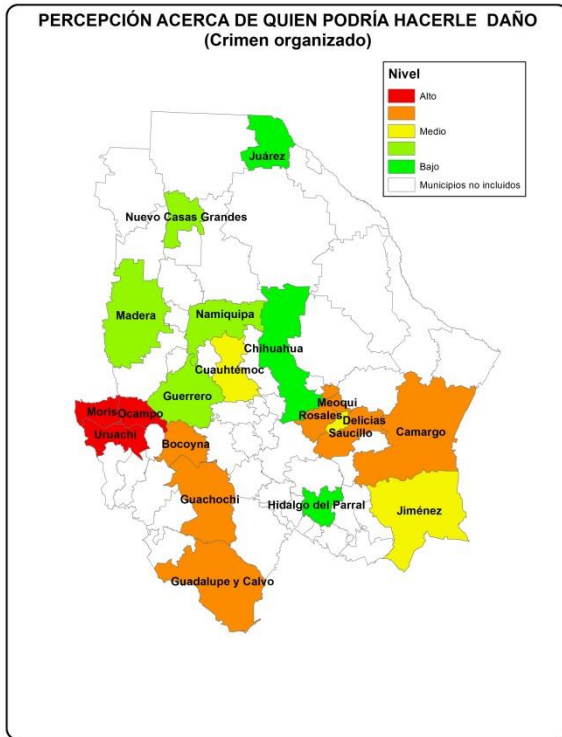 PERCEPCIÓN ACERCA DE QUIEN PODRÍA HACERLE DAÑO
(Crimen organizado)
Nivel
Alto
Medio
Bajo
Municipios no incluidos
Juárez
Nuevo Casas Grandes
Madera
Namiquipa
Chihuahua
Cuauhtémoc
Guerrero
Meoqui
Moris
Ocampo
Rosales
Delicias
Uruachi
Saucillo
Camargo
Bocoyna
Guachochi
Hidalgo del Parral
Jiménez
Guadalupe y Calvo